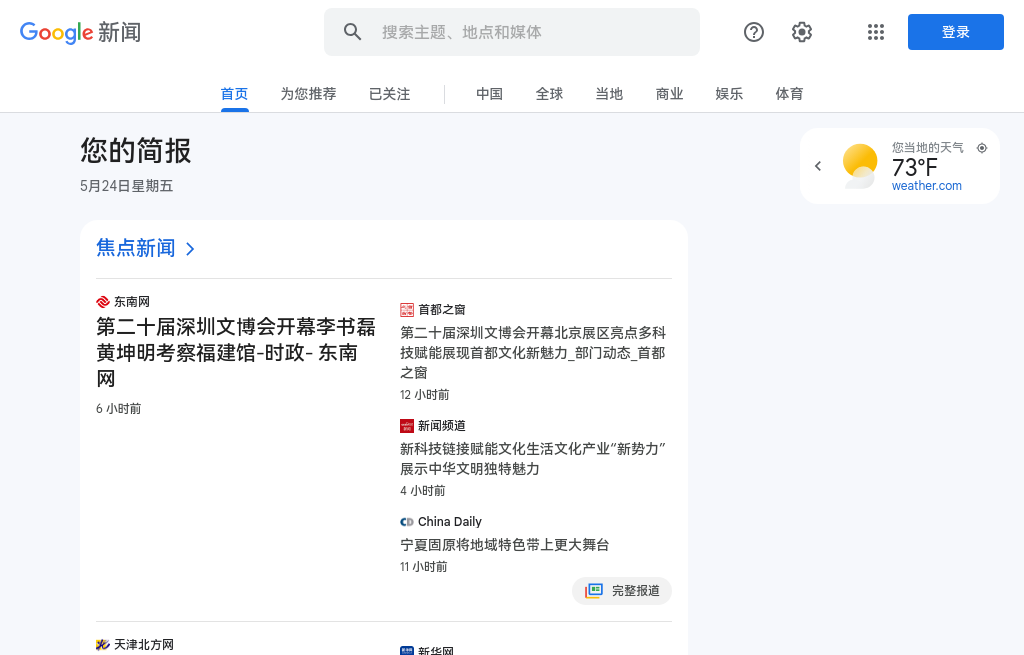 Google 新闻
搜索主题、地点和媒体
登录
首页 为您推荐 已关注 中国 全球 当地 商业 娱乐 体育
您的简报
5月24日星期五
您当地的天气
73°F
weather.com
焦点新闻
东南网
第二十届深圳文博会开幕李书磊
黄坤明考察福建馆-时政- 东南
网
6 小时前
首都之窗
第二十届深圳文博会开幕北京展区亮点多科
技赋能展现首都文化新魅力_部门动态_首都
之窗
12 小时前
新闻频道
新科技链接赋能文化生活文化产业“新势力”
展示中华文明独特魅力
4 小时前
China Daily
宁夏固原将地域特色带上更大舞台
11 小时前
完整报道
天津北方网
新华网